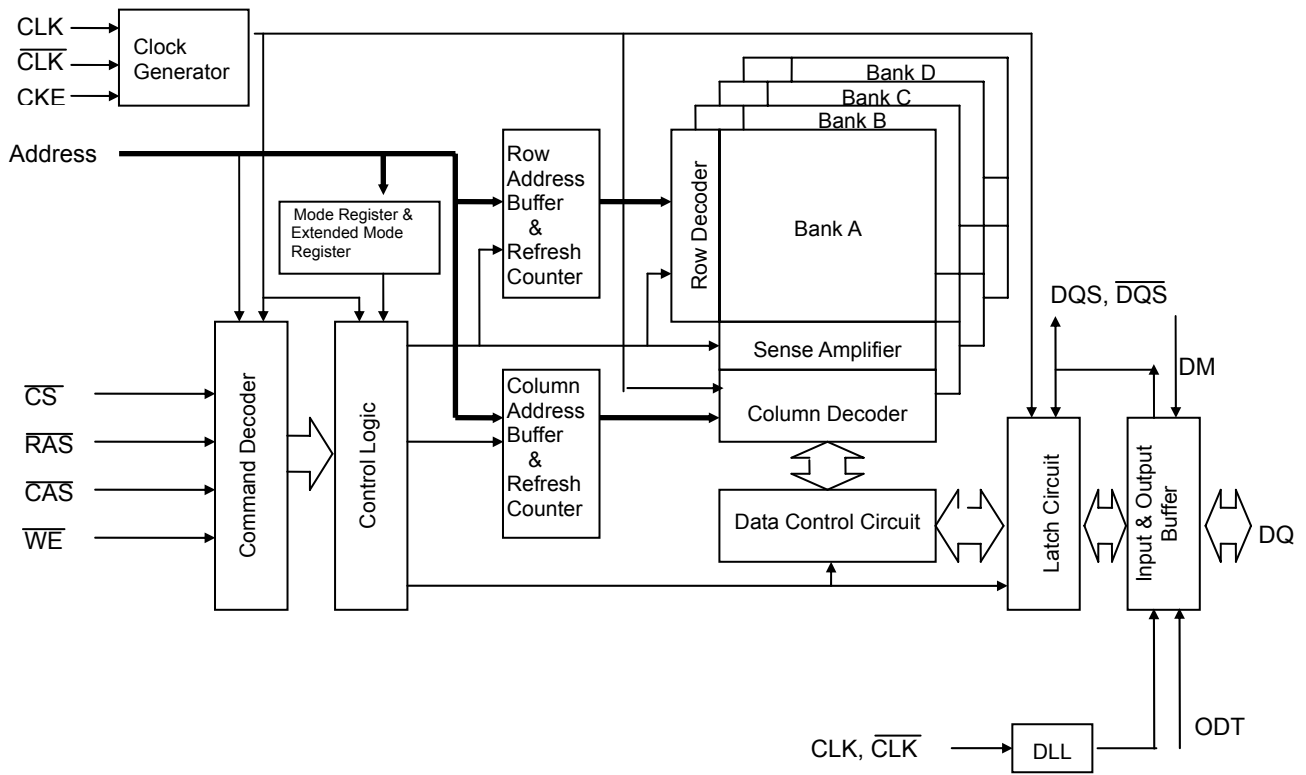 CLK
CLK
CKE
Clock
Generator
Address
Mode Register &
Extended Mode
Register
Row
Address
Buffer
&
Refresh
Counter
Row Decoder
Bank D
Bank C
Bank B
Bank A
Sense Amplifier
Column Decoder
CS
RAS
CAS
WE
Command Decoder
Control Logic
Column
Address
Buffer
&
Refresh
Counter
Data Control Circuit
DQS, DQS
DM
Latch Circuit
Input & Output
Buffer
DQ
CLK, CLK
DLL
ODT